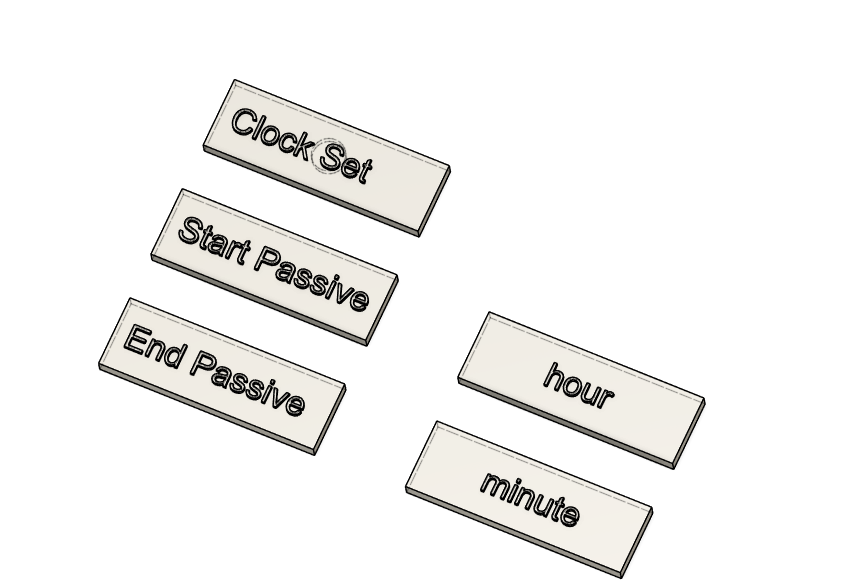 Clock Set
Start Passive
End Passive
hour
minute